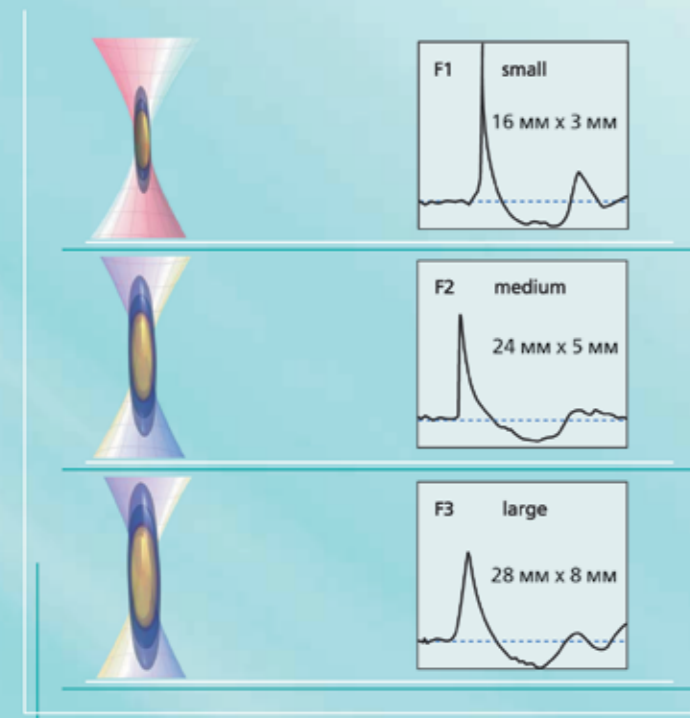 F1 small
16 мм x 3 мм
F2 medium
24 мм x 5 мм
F3 large
28 мм x 8 мм